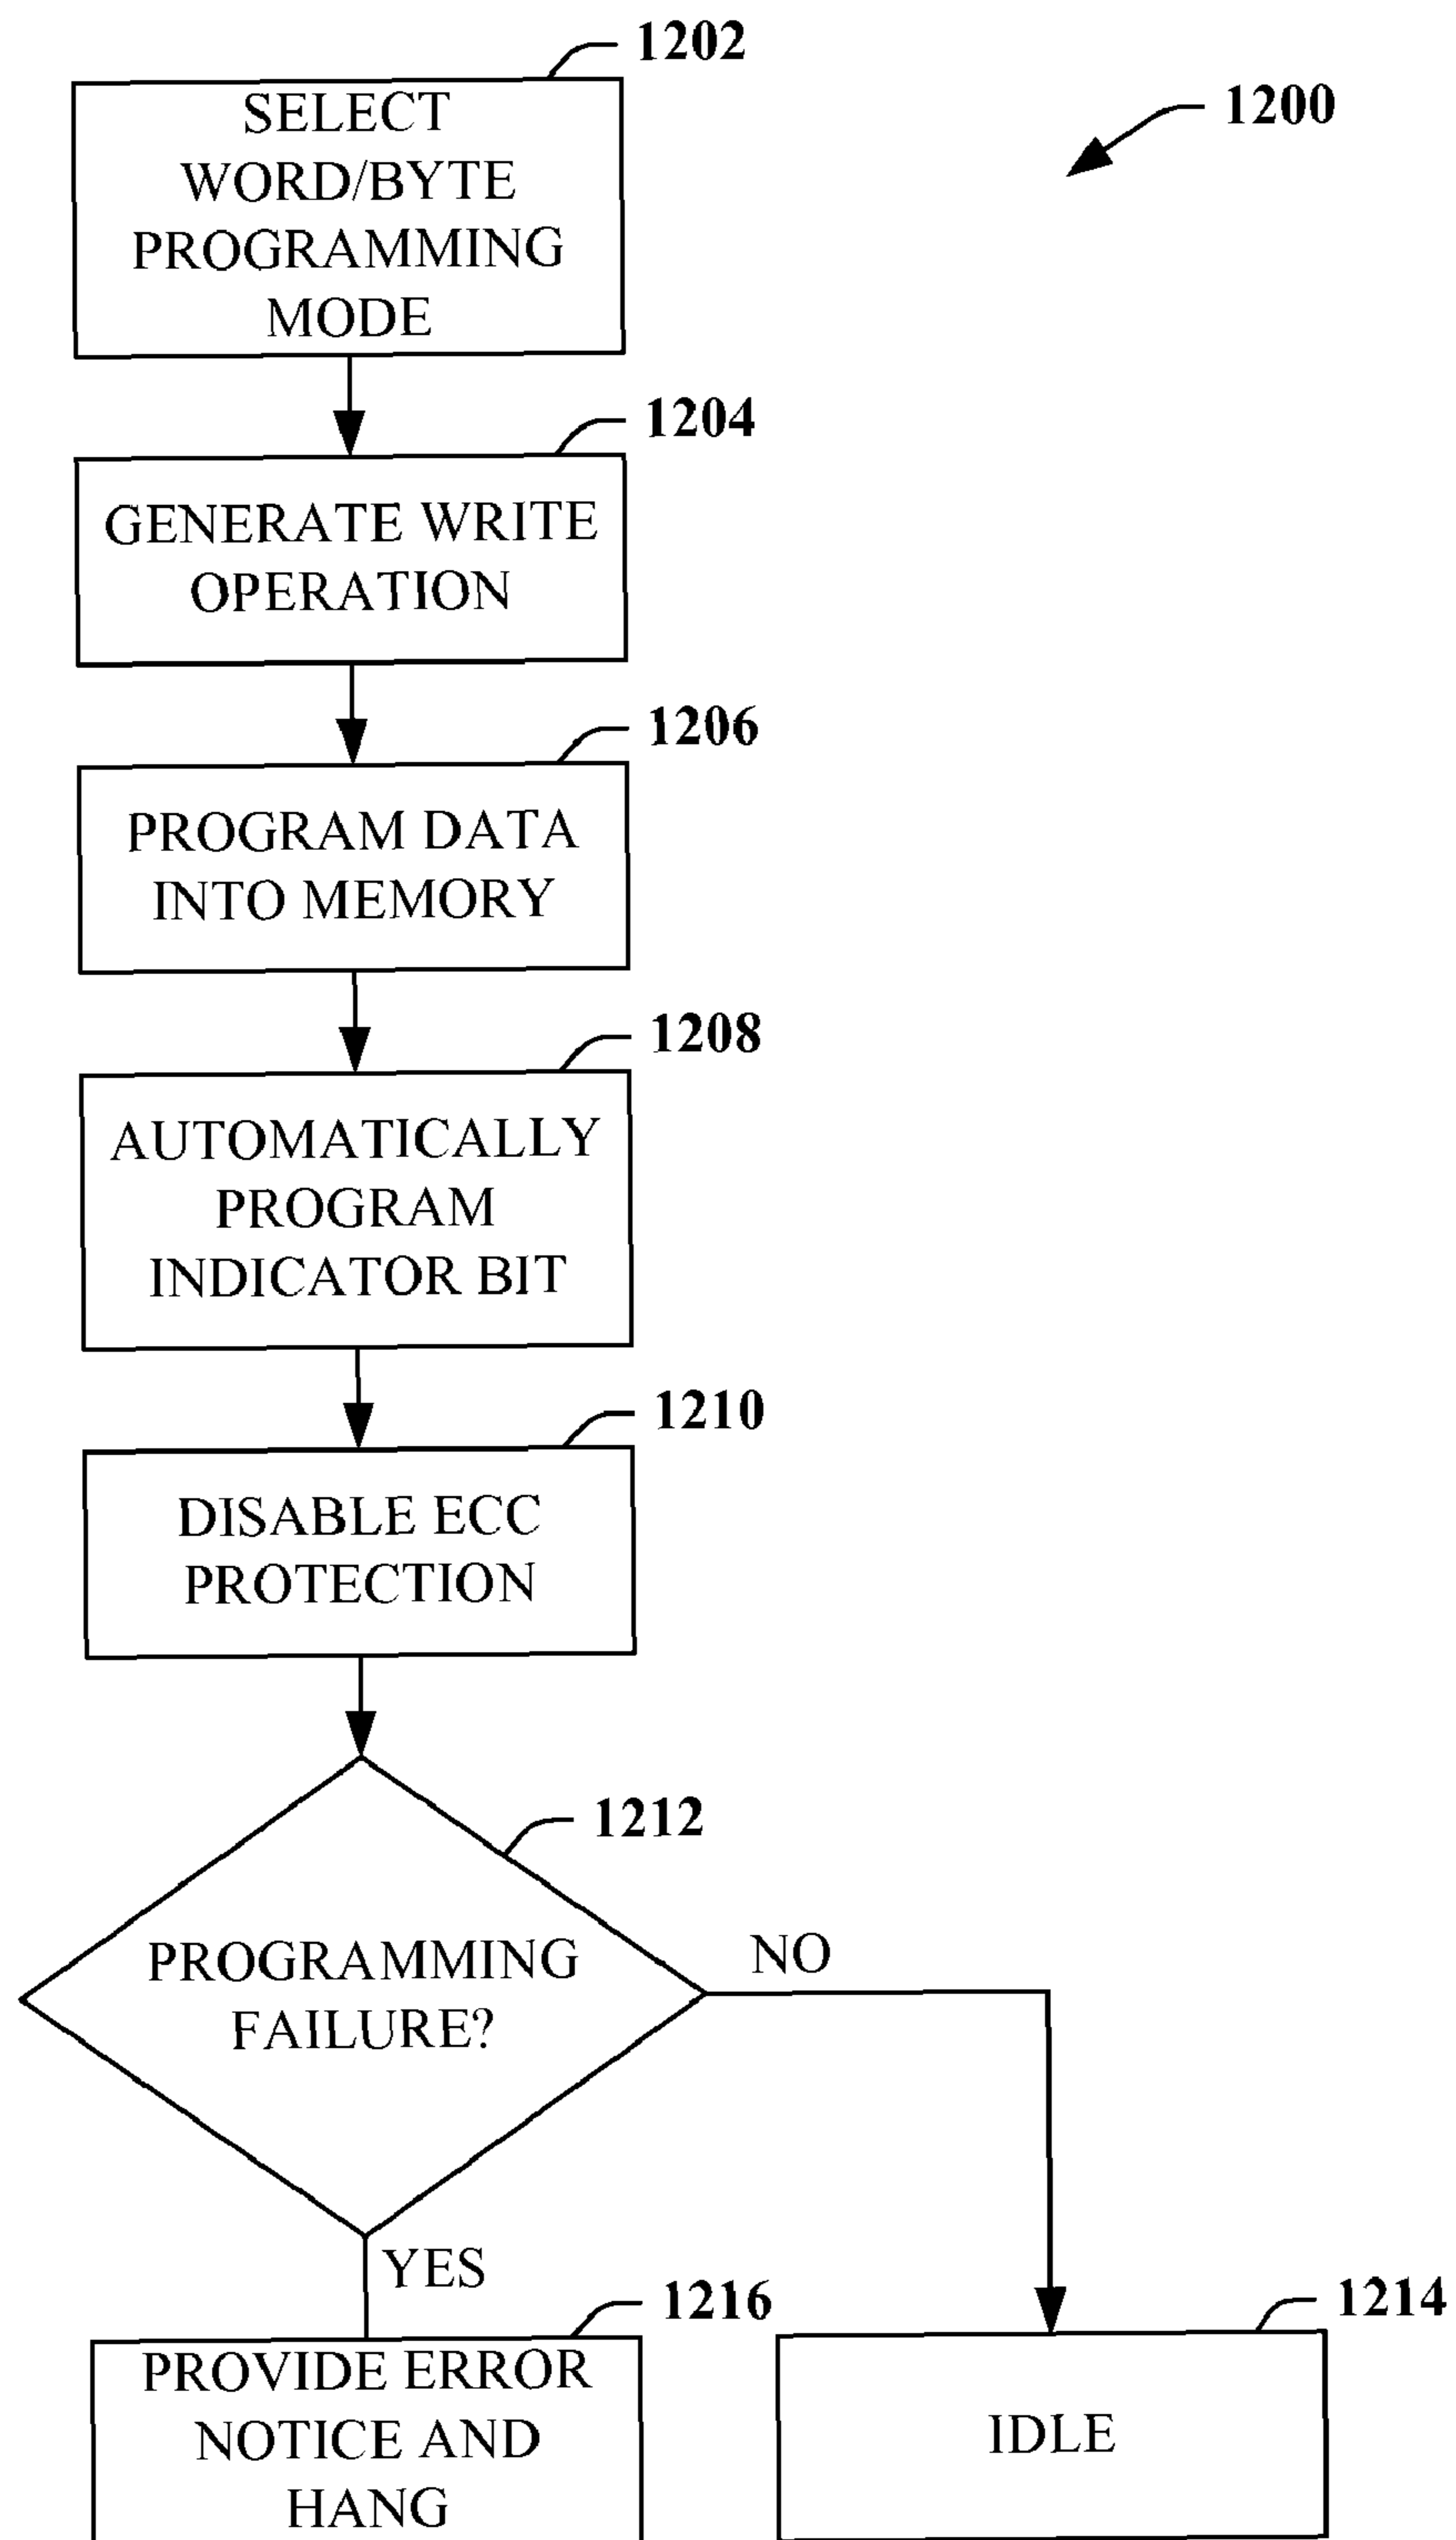 1202
1200
SELECT
WORD/BYTE
PROGRAMMING
MODE
1204
GENERATE WRITE
OPERATION
1206
PROGRAM DATA
INTO MEMORY
1208
AUTOMATICALLY
PROGRAM
INDICATOR BIT
1210
DISABLE ECC
PROTECTION
1212
PROGRAMMING
FAILURE?
NO
YES
1216
1214
PROVIDE ERROR
NOTICE AND
HANG
IDLE